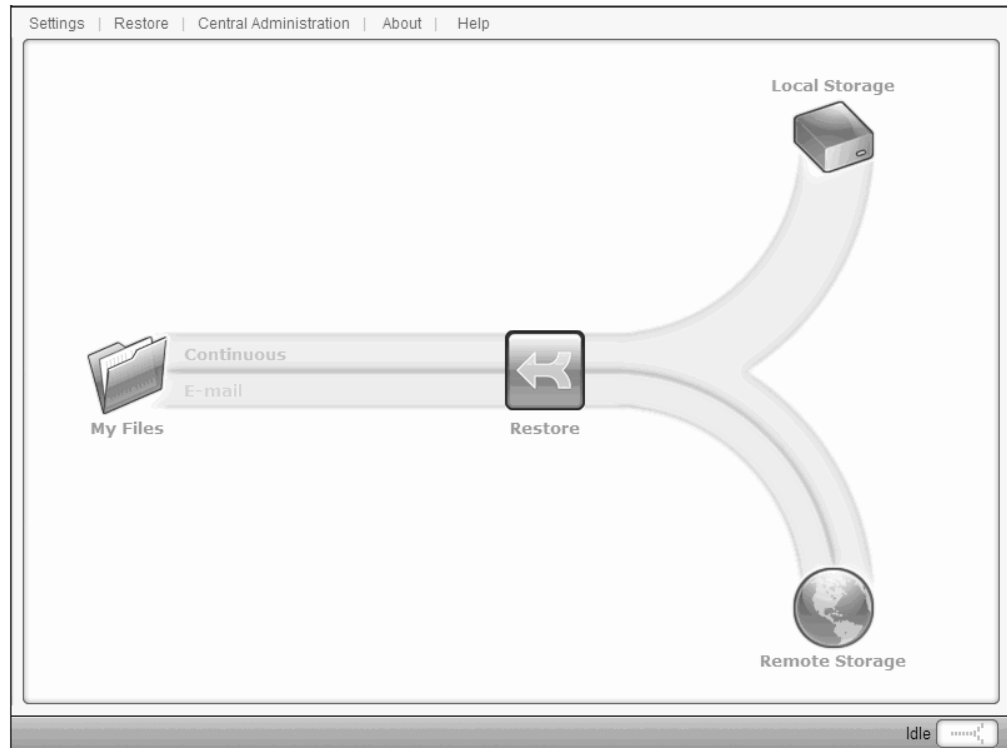 Settings | Restore | Central Administration | About | Help
Local Storage
Continuous
E-mail
My Files
Restore
Remote Storage
Idle